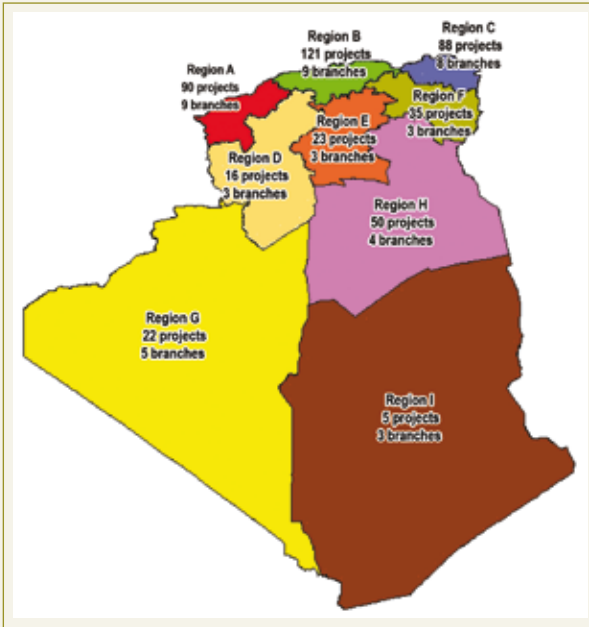 Region A
90 projects
9 branches
Region B
121 projects
9 branches
Region C
88 projects
8 branches
Region D
16 projects
3 branches
Region E
23 projects
3 branches
Region F
35 projects
3 branches
Region G
22 projects
5 branches
Region H
50 projects
4 branches
Region I
5 projects
3 branches